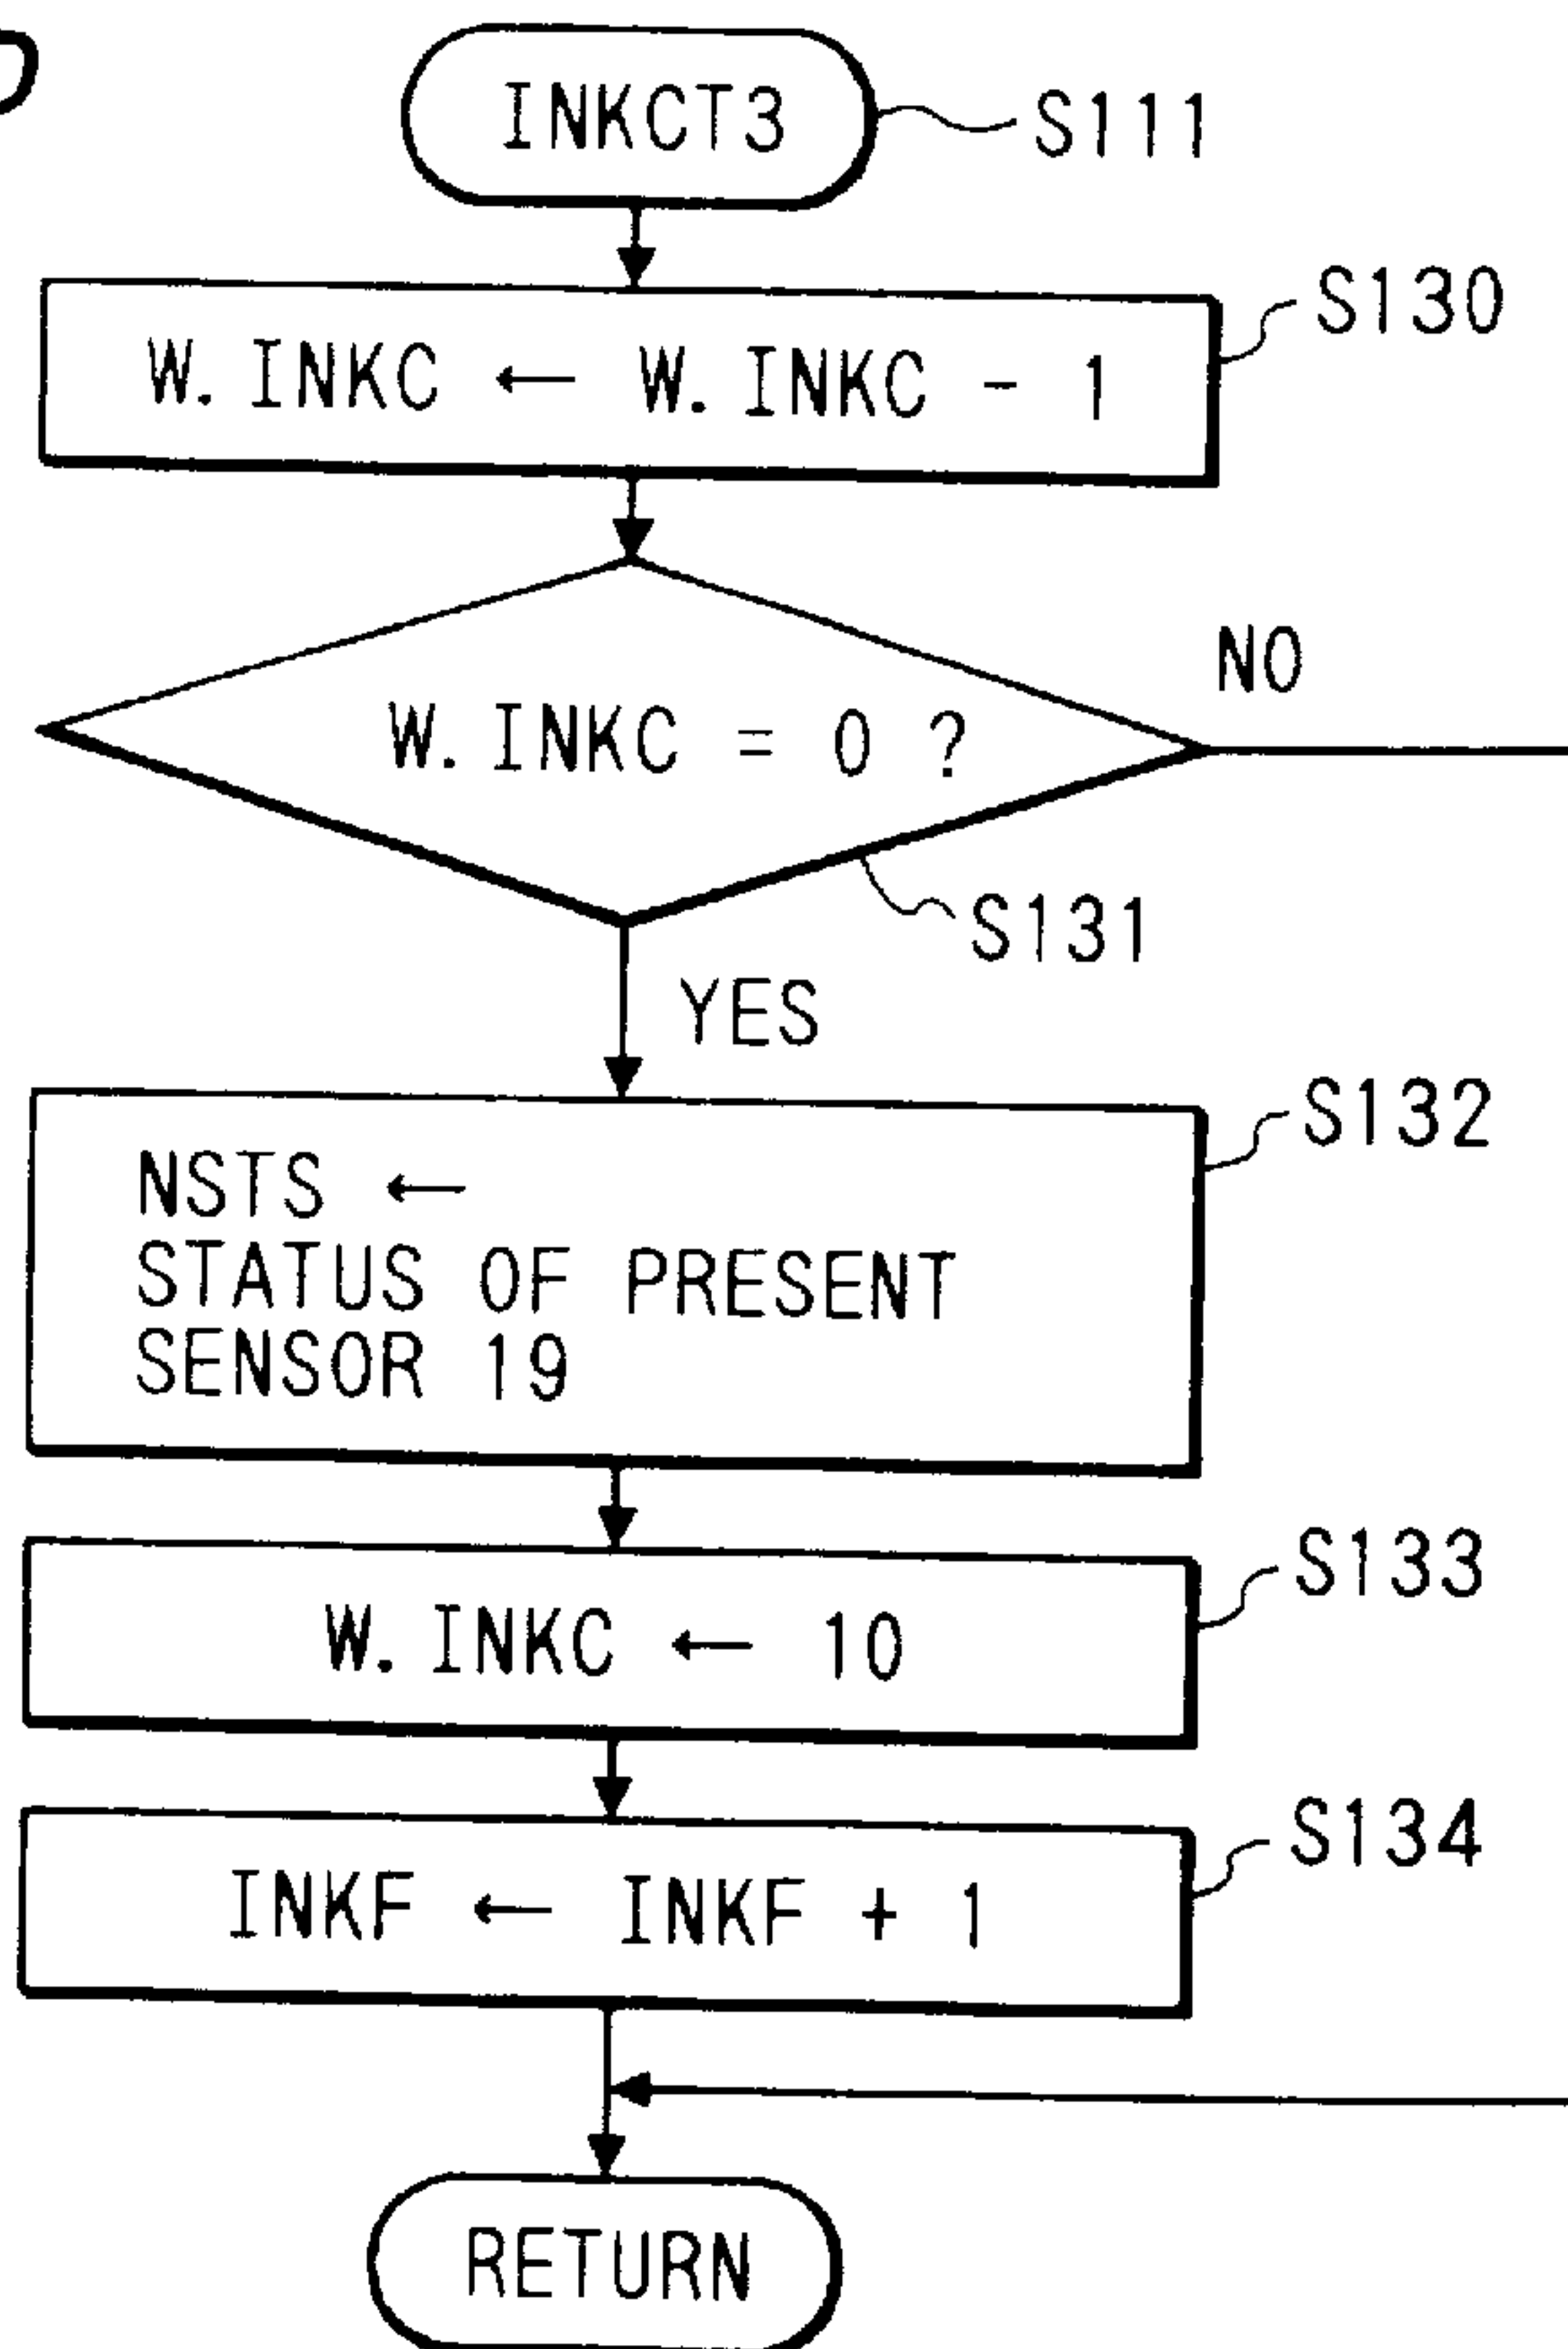 INKCT3
S111
S130
W.INKC ← W.INKC - 1
NO
W.INKC = 0 ?
S131
YES
S132
NSTS ←
STATUS OF PRESENT
SENSOR 19
S133
W.INKC ← 10
S134
INKF ← INKF + 1
RETURN